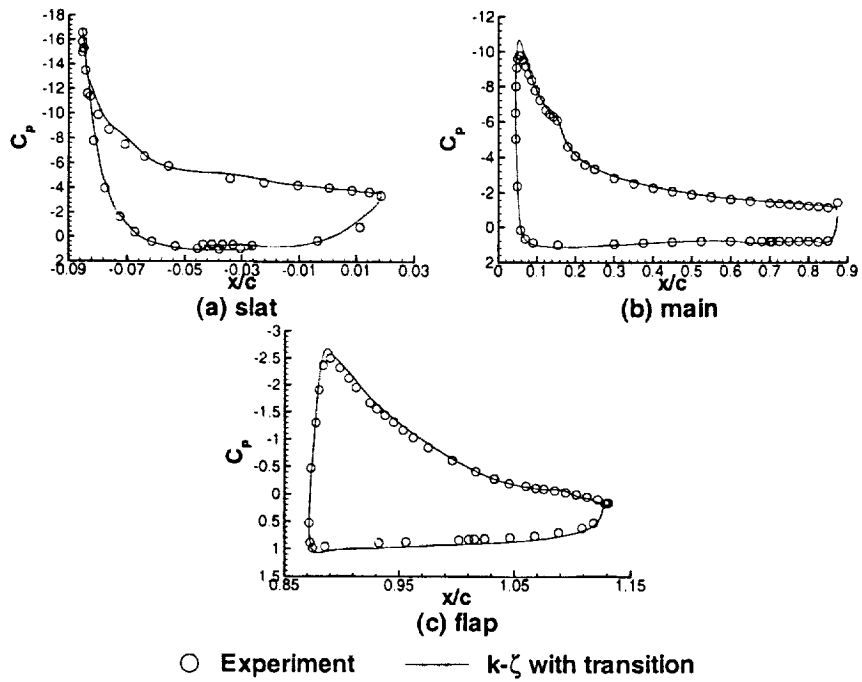 -18
-16
-14
-12
-10
-8
-6
-4
-2
0
2
C_p
-0.09 -0.07 -0.05 -0.03 -0.01 0.01 0.03
x/c
(a) slat
-12
-10
-8
-6
-4
-2
0
2
C_p
0 0.1 0.2 0.3 0.4 0.5 0.6 0.7 0.8 0.9
x/c
(b) main
-3
-2.5
-2
-1.5
-1
-0.5
0
0.5
1
1.5
C_p
0.85 0.95 1.05 1.15
x/c
(c) flap
Experiment k-ζ with transition